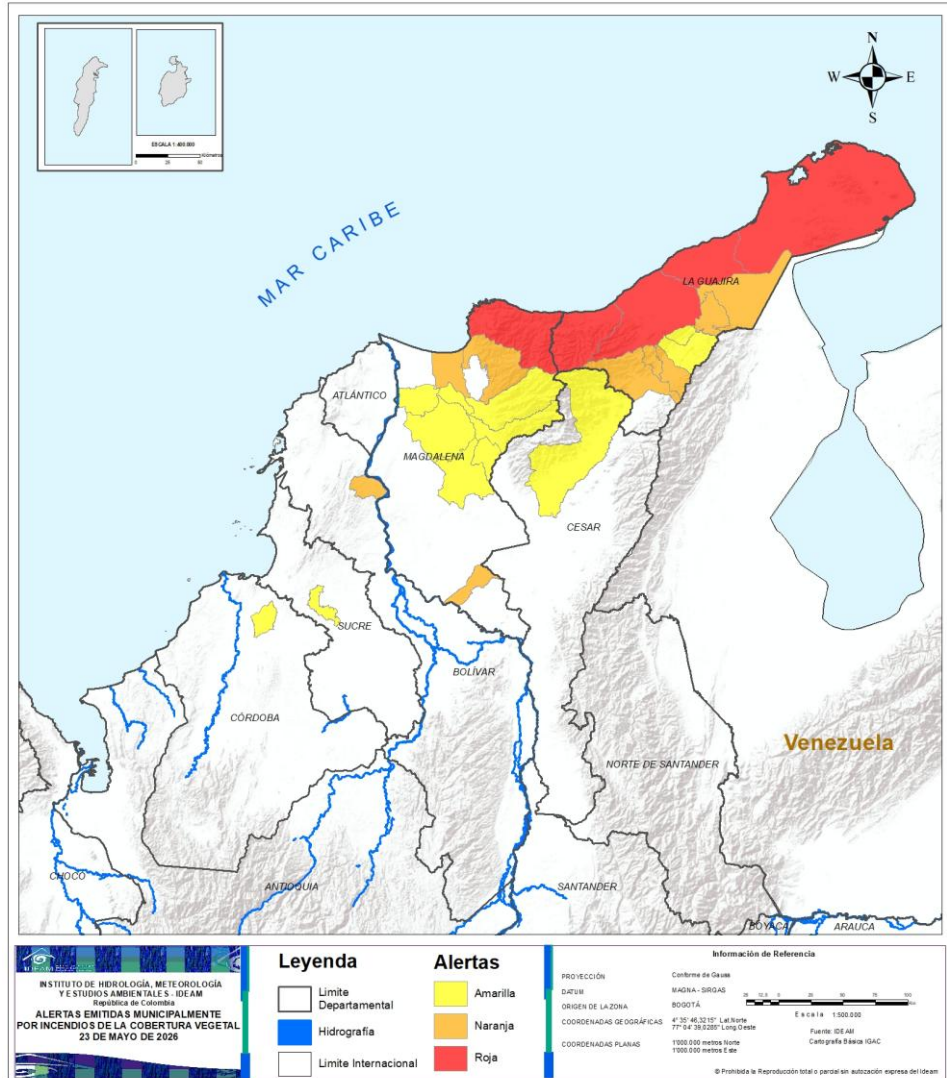 ESCALA 1:400.000
Kilómetros
N
W
E
S
MAR CARIBE
LA GUAJIRA
ATLÁNTICO
MAGDALENA
CESAR
SUCRE
BOLÍVAR
CÓRDOBA
NORTE DE SANTANDER
Venezuela
CHOCÓ
ANTIOQUIA
SANTANDER
BOYACÁ
ARAUCA
IDEAM
INSTITUTO DE HIDROLOGÍA, METEOROLOGÍA
Y ESTUDIOS AMBIENTALES - IDEAM
República de Colombia
ALERTAS EMITIDAS MUNICIPALMENTE
POR INCENDIOS DE LA COBERTURA VEGETAL
23 DE MAYO DE 2026
Leyenda
Limite
Departamental
Hidrografía
Limite Internacional
Alertas
Amarilla
Naranja
Roja
Información de Referencia
PROYECCIÓN Conforme de Gauss
DATUM MAGNA - SIRGAS
ORIGEN DE LA ZONA BOGOTÁ
COORDENADAS GEOGRÁFICAS 4° 35' 46,3215" Lat.Norte
77° 04' 39,0285" Long.Oeste
COORDENADAS PLANAS 1'000.000 metros Norte
1'000.000 metros Este
Escala 1:500.000
Fuente: IDEAM
Cartografía Básica IGAC
© Prohibida la Reproducción total o parcial sin autozación expresa del Ideam